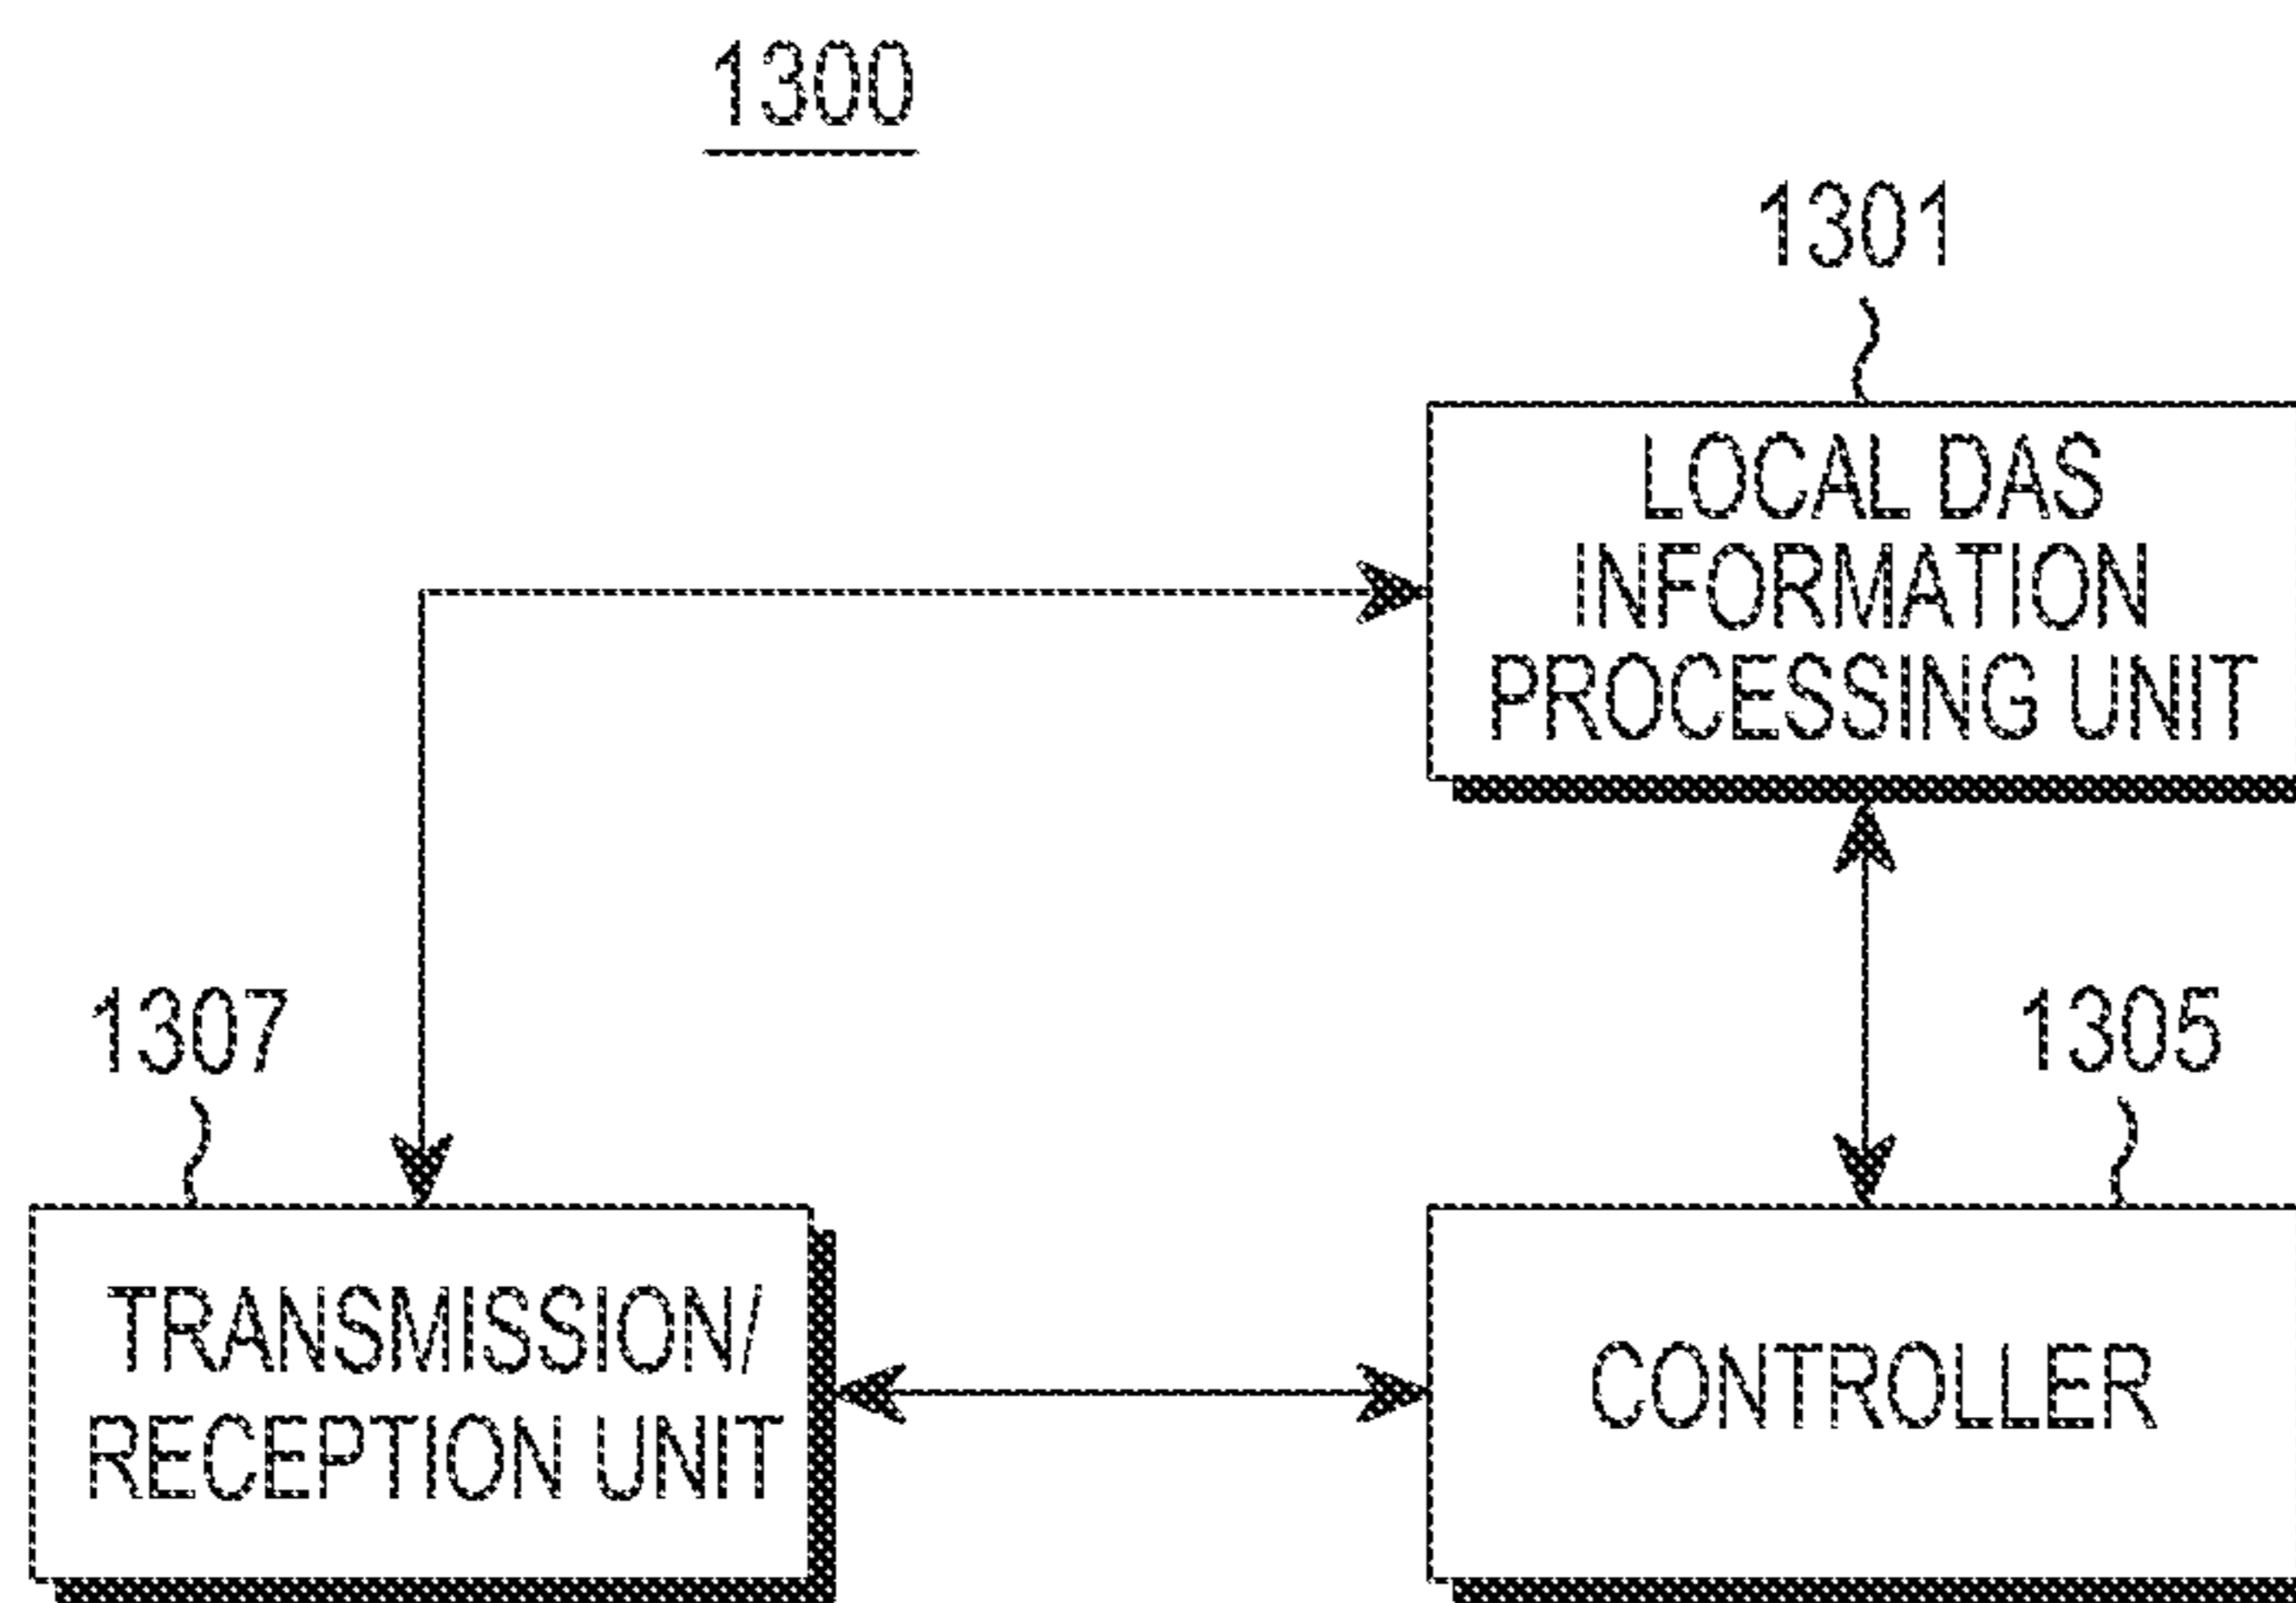 1300
1301
LOCAL DAS
INFORMATION
PROCESSING UNIT
1307
1305
TRANSMISSION/
RECEPTION UNIT
CONTROLLER